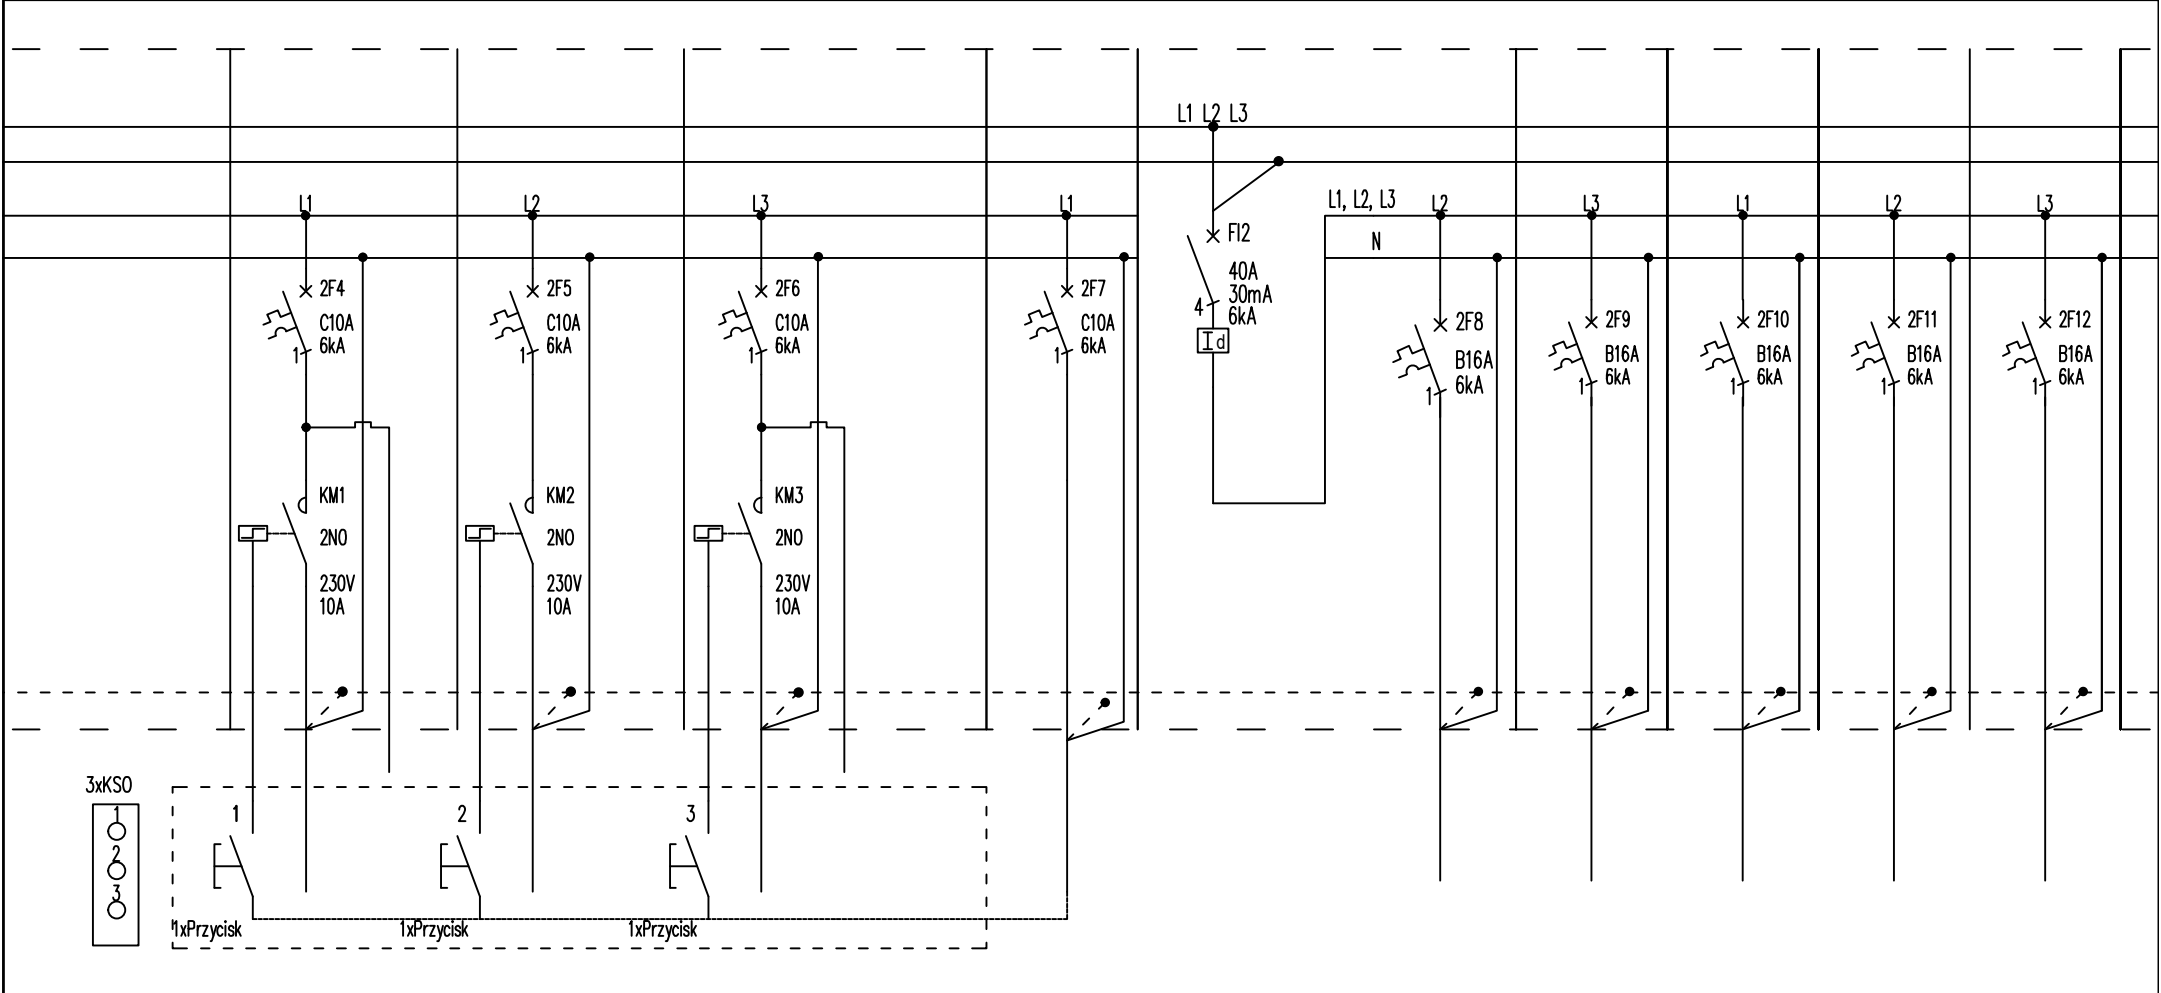 L1 L2 L3
L1
L2
L3
L1
L1, L2, L3
L2
L3
L1
L2
L3
N
FI2
40A
30mA
6kA
4
Id
2F4
C10A
6kA
1
2F5
C10A
6kA
1
2F6
C10A
6kA
1
2F7
C10A
6kA
1
2F8
B16A
6kA
1
2F9
B16A
6kA
1
2F10
B16A
6kA
1
2F11
B16A
6kA
1
2F12
B16A
6kA
1
KM1
2NO
230V
10A
KM2
2NO
230V
10A
KM3
2NO
230V
10A
3xKSO
1
2
3
1
2
3
1xPrzycisk
1xPrzycisk
1xPrzycisk